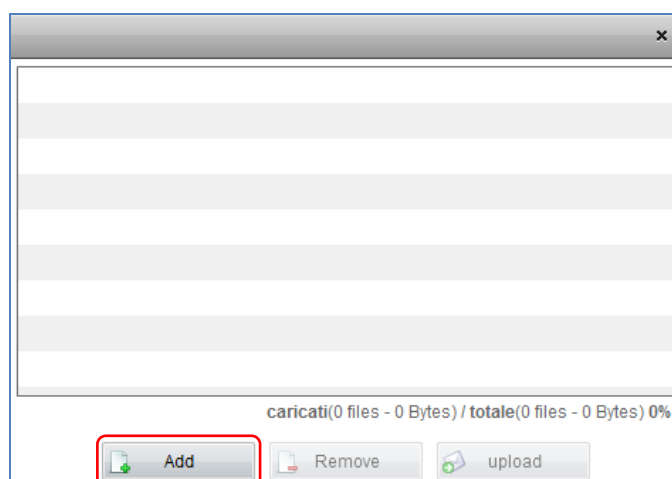 caricati(0 files - 0 Bytes) / totale(0 files - 0 Bytes) 0%
Add Remove upload